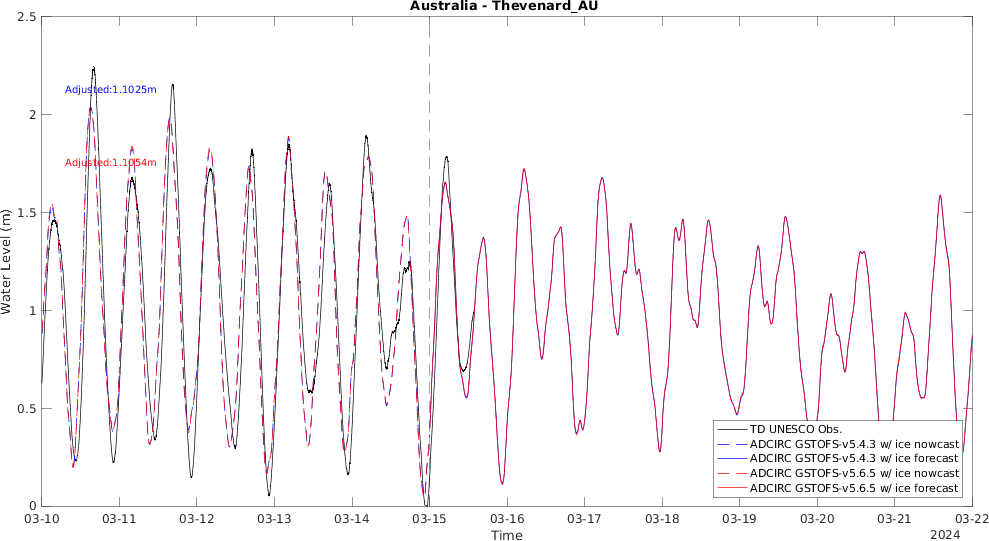 Australia - Thevenard_AU
2.5
2
1.5
1
0.5
0
Water Level (m)
Adjusted:1.1025m
Adjusted:1.1054m
TD UNESCO Obs.
ADCIRC GSTOFS-v5.4.3 w/ ice nowcast
ADCIRC GSTOFS-v5.4.3 w/ ice forecast
ADCIRC GSTOFS-v5.6.5 w/ ice nowcast
ADCIRC GSTOFS-v5.6.5 w/ ice forecast
03-10 03-11 03-12 03-13 03-14 03-15 03-16 03-17 03-18 03-19 03-20 03-21 03-22
Time
2024